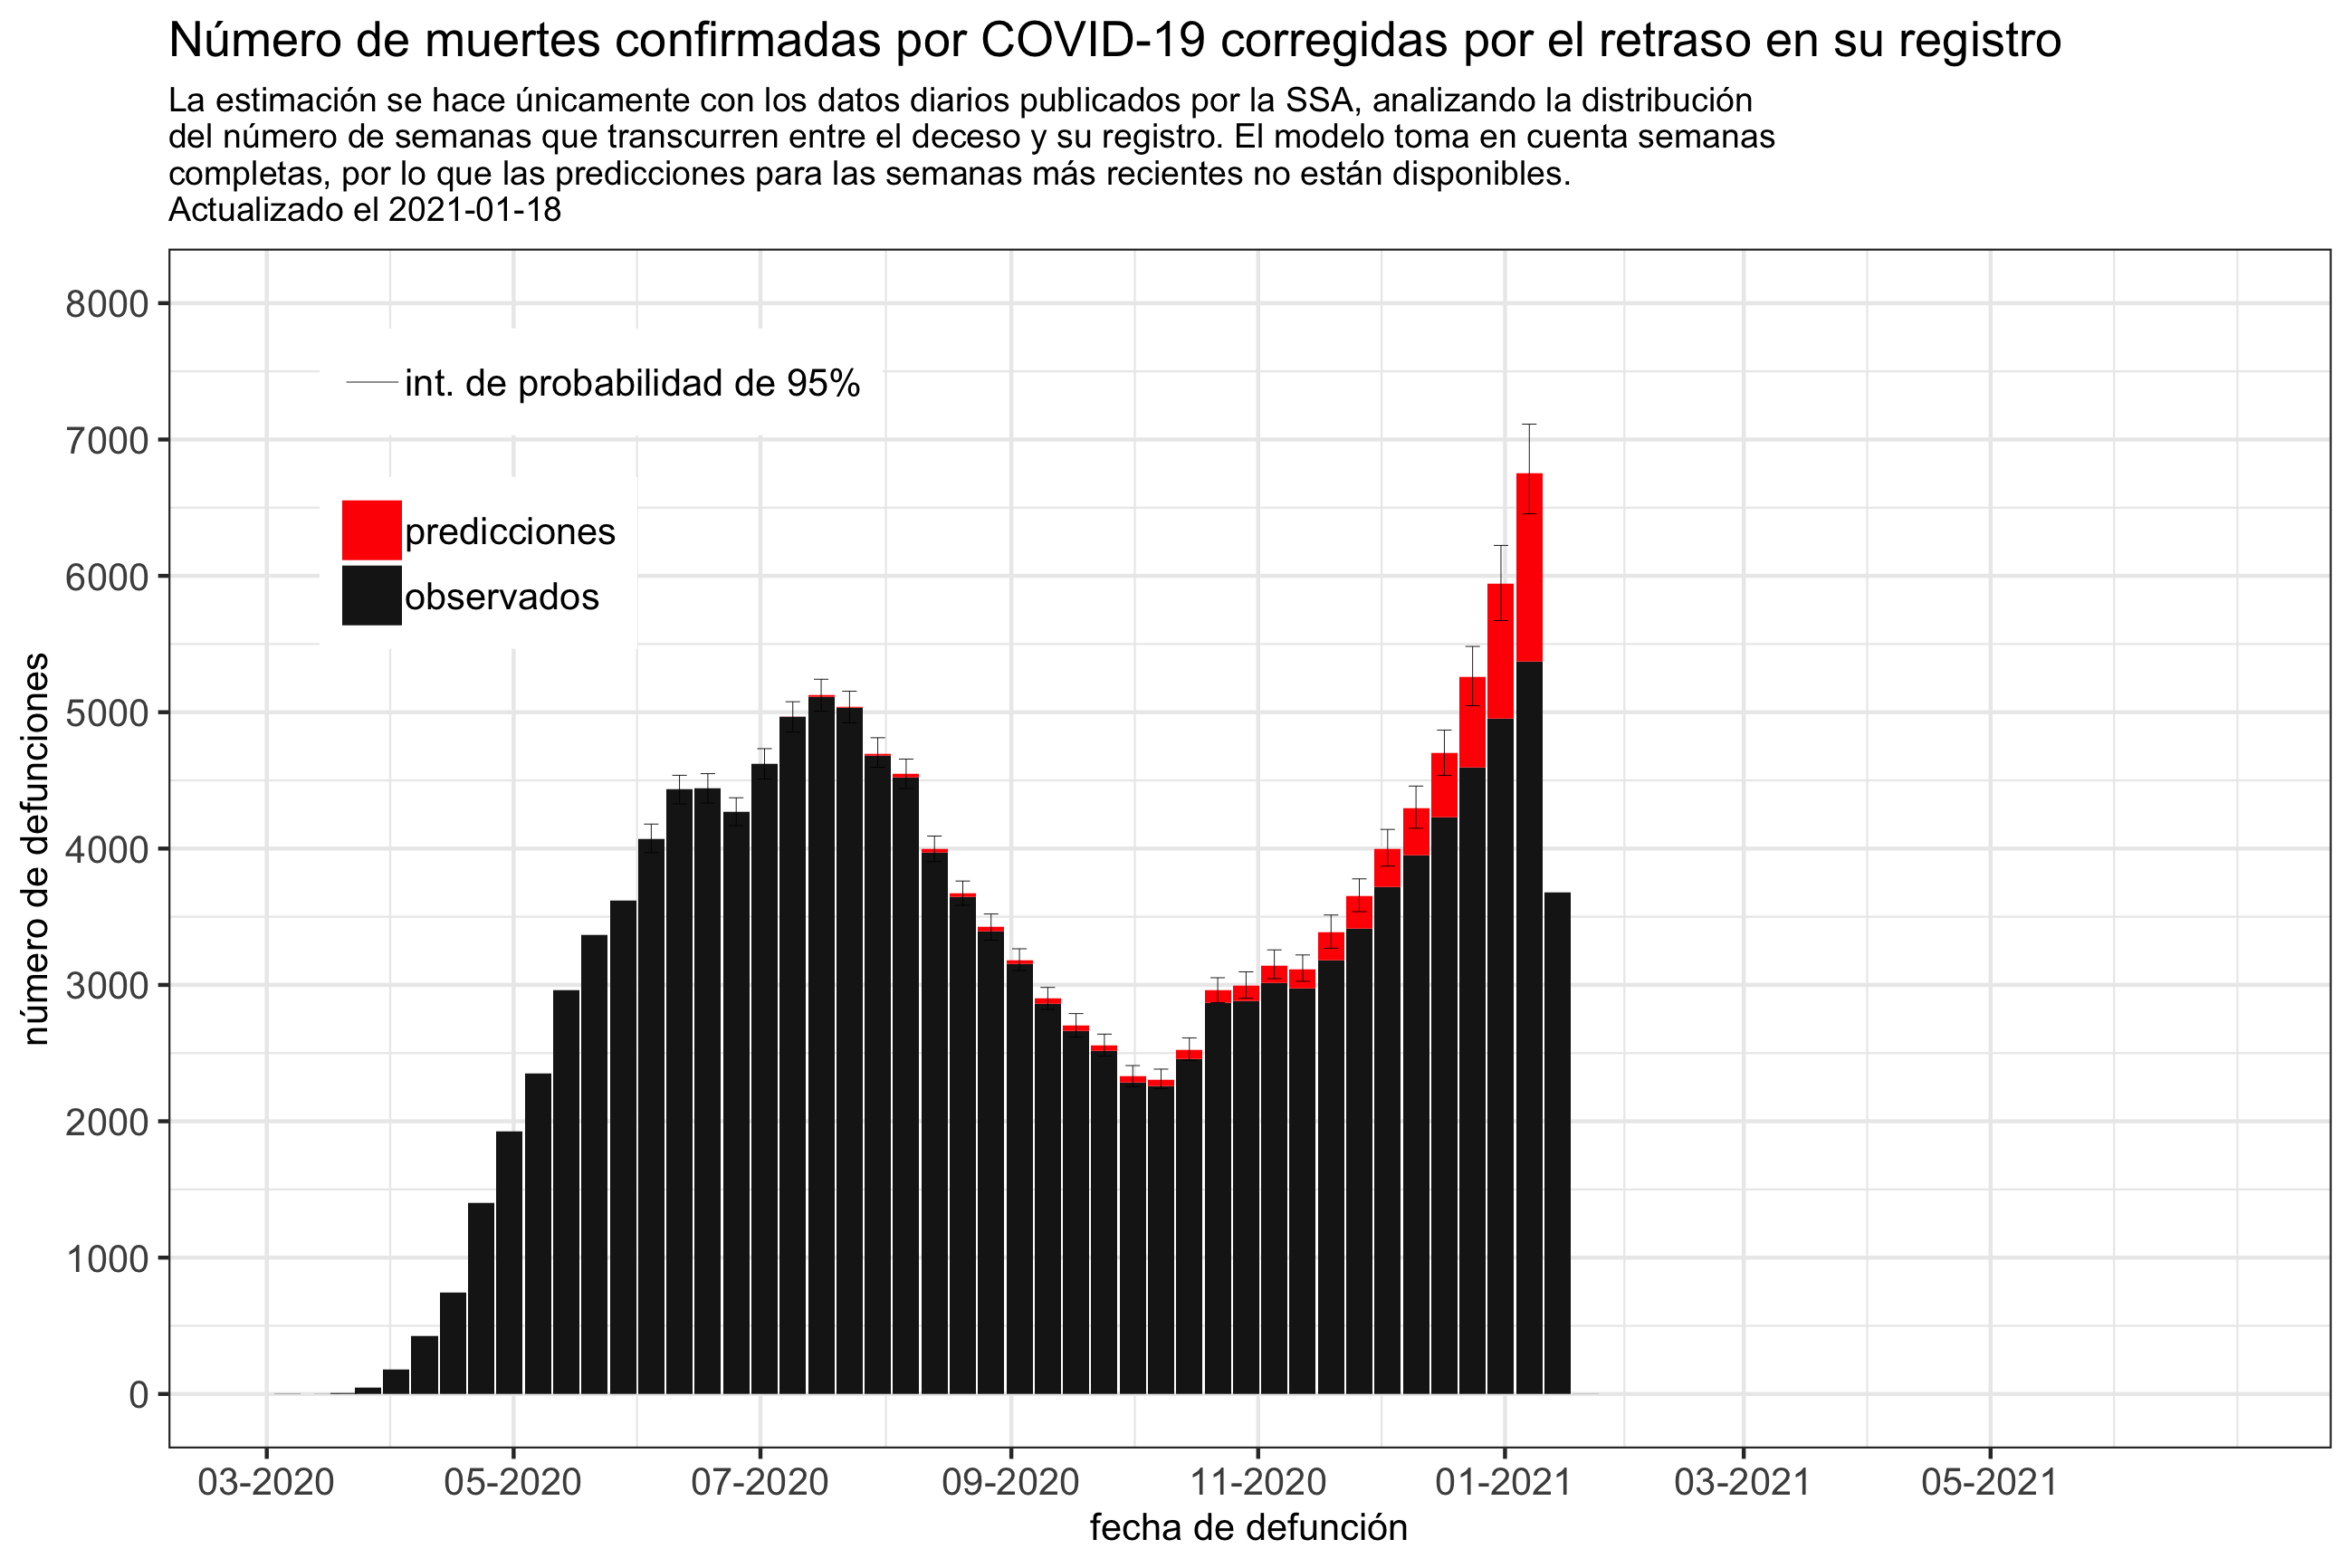 Número de muertes confirmadas por COVID-19 corregidas por el retraso en su registro
La estimación se hace únicamente con los datos diarios publicados por la SSA, analizando la distribución
del número de semanas que transcurren entre el deceso y su registro. El modelo toma en cuenta semanas
completas, por lo que las predicciones para las semanas más recientes no están disponibles.
Actualizado el 2021-01-18
número de defunciones
8000
7000
6000
5000
4000
3000
2000
1000
0
int. de probabilidad de 95%
predicciones
observados
03-2020 05-2020 07-2020 09-2020 11-2020 01-2021 03-2021 05-2021
fecha de defunción